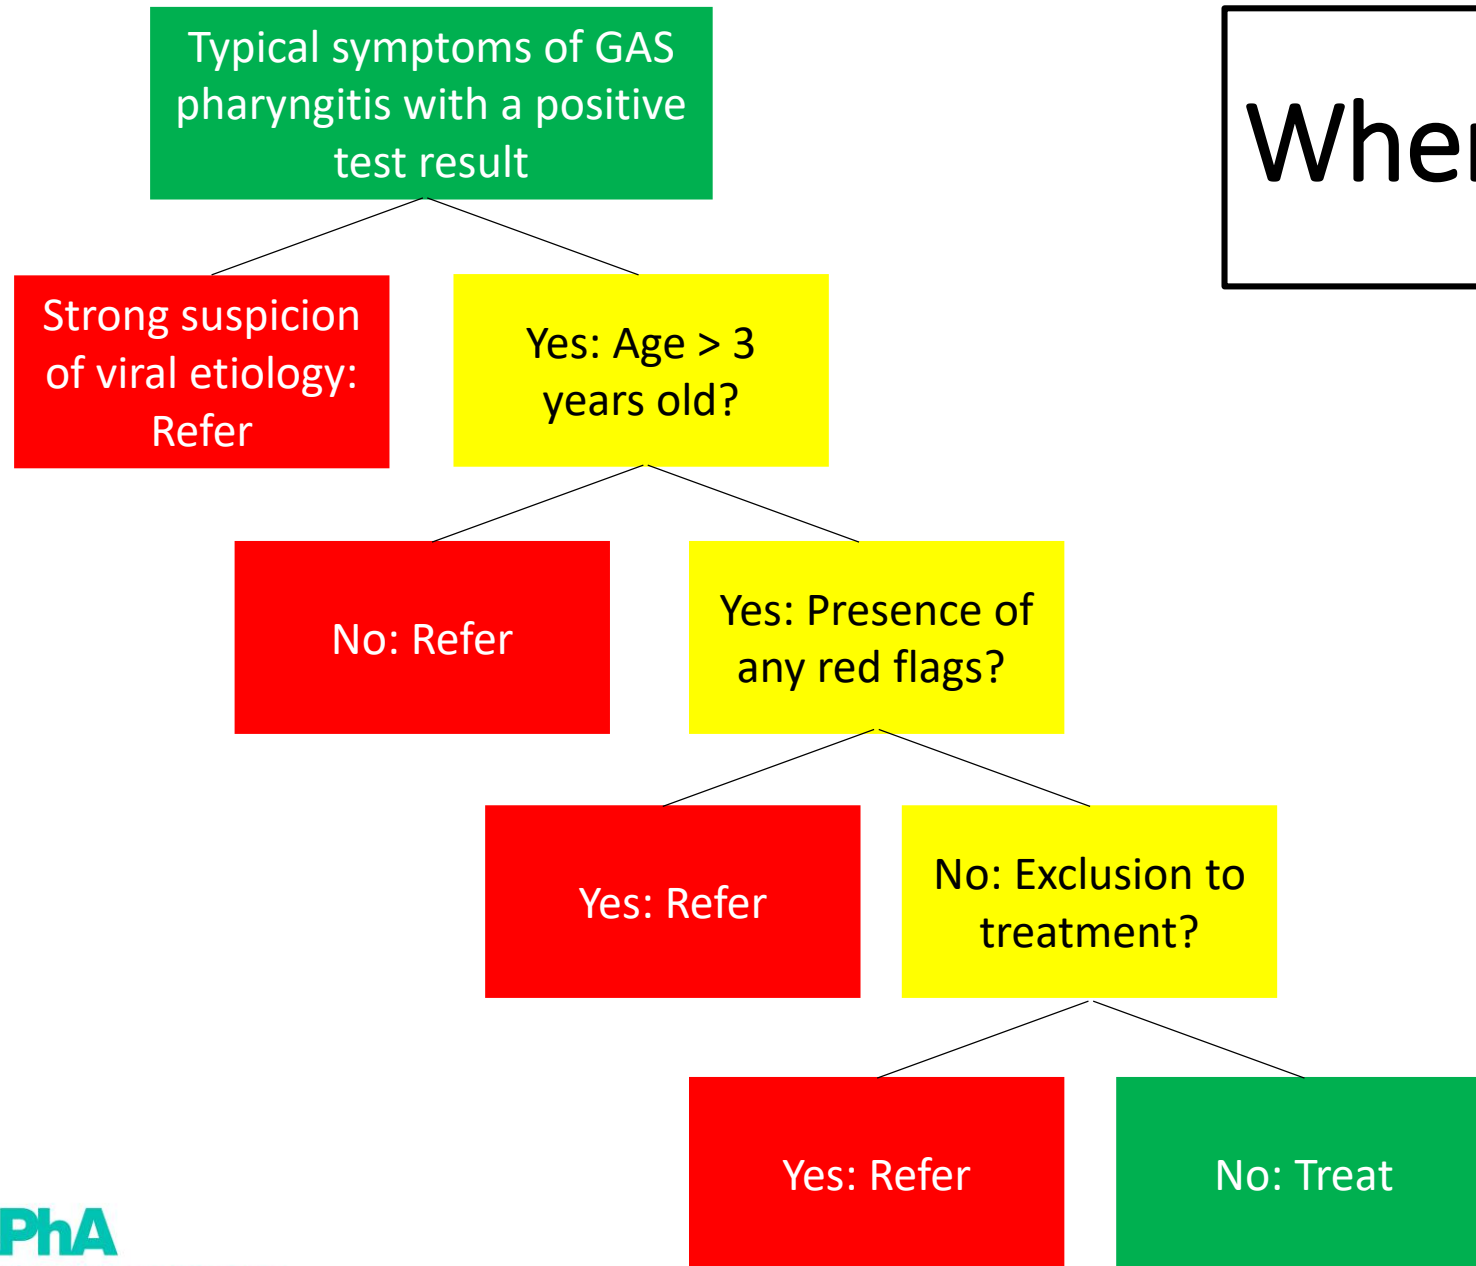 Typical symptoms of GAS
pharyngitis with a positive
test result
When
Strong suspicion
of viral etiology:
Refer
Yes: Age > 3
years old?
No: Refer
Yes: Presence of
any red flags?
Yes: Refer
No: Exclusion to
treatment?
Yes: Refer
No: Treat
PhA